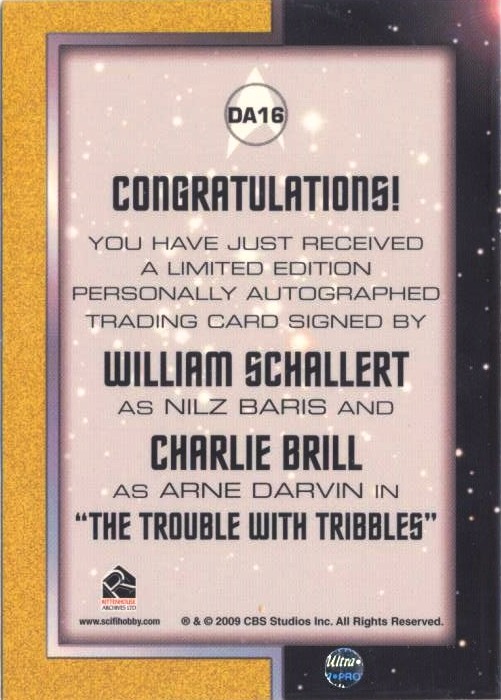 DA16
CONGRATULATIONS!
YOU HAVE JUST RECEIVED
A LIMITED EDITION
PERSONALLY AUTOGRAPHED
TRADING CARD SIGNED BY
WILLIAM SCHALLERT
AS NILZ BARIS AND
CHARLIE BRILL
AS ARNE DARVIN IN
“THE TROUBLE WITH TRIBBLES”
RITTENHOUSE
ARCHIVES LTD
www.scifihobby.com ® & © 2009 CBS Studios Inc. All Rights Reserved.
Ultra•
PRO